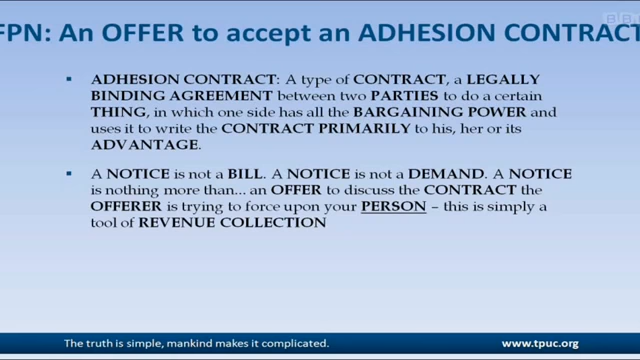 FPN: An OFFER to accept an ADHESION CONTRACT
ADHESION CONTRACT: A type of CONTRACT, a LEGALLY
BINDING AGREEMENT between two PARTIES to do a certain
THING, in which one side has all the BARGAINING POWER and
uses it to write the CONTRACT PRIMARILY to his, her or its
ADVANTAGE.
A NOTICE is not a BILL. A NOTICE is not a DEMAND. A NOTICE
is nothing more than... an OFFER to discuss the CONTRACT the
OFFERER is trying to force upon your PERSON – this is simply a
tool of REVENUE COLLECTION
The truth is simple, mankind makes it complicated.
www.tpuc.org